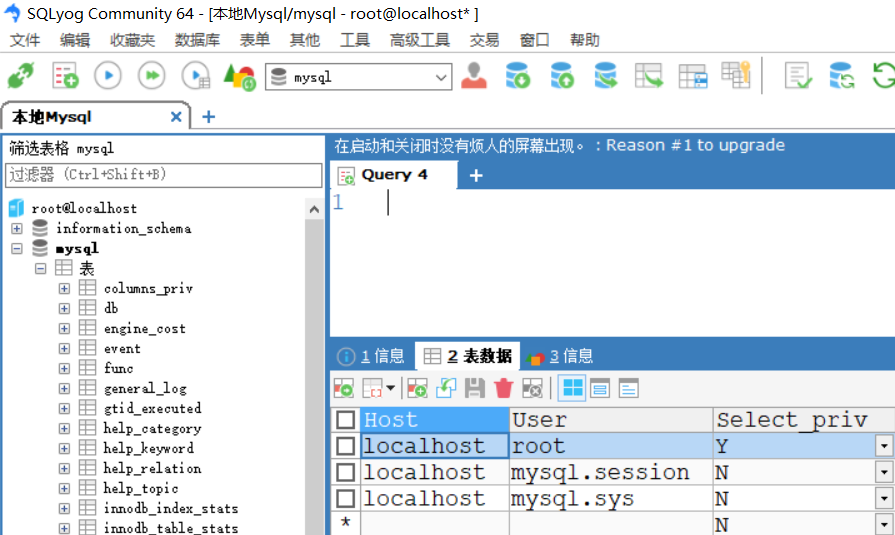 SQLyog Community 64 - [本地Mysql/mysql - root@localhost* ]
文件 编辑 收藏夹 数据库 表单 其他 工具 高级工具 交易 窗口 帮助
mysql
本地Mysql
筛选表格 mysql
过滤器 (Ctrl+Shift+B)
root@localhost
information_schema
mysql
表
columns_priv
db
engine_cost
event
func
general_log
gtid_executed
help_category
help_keyword
help_relation
help_topic
innodb_index_stats
innodb_table_stats
在启动和关闭时没有烦人的屏幕出现。 : Reason #1 to upgrade
Query 4
1
1 信息 2 表数据 3 信息
Host User Select_priv
localhost root Y
localhost mysql.session N
localhost mysql.sys N
* N